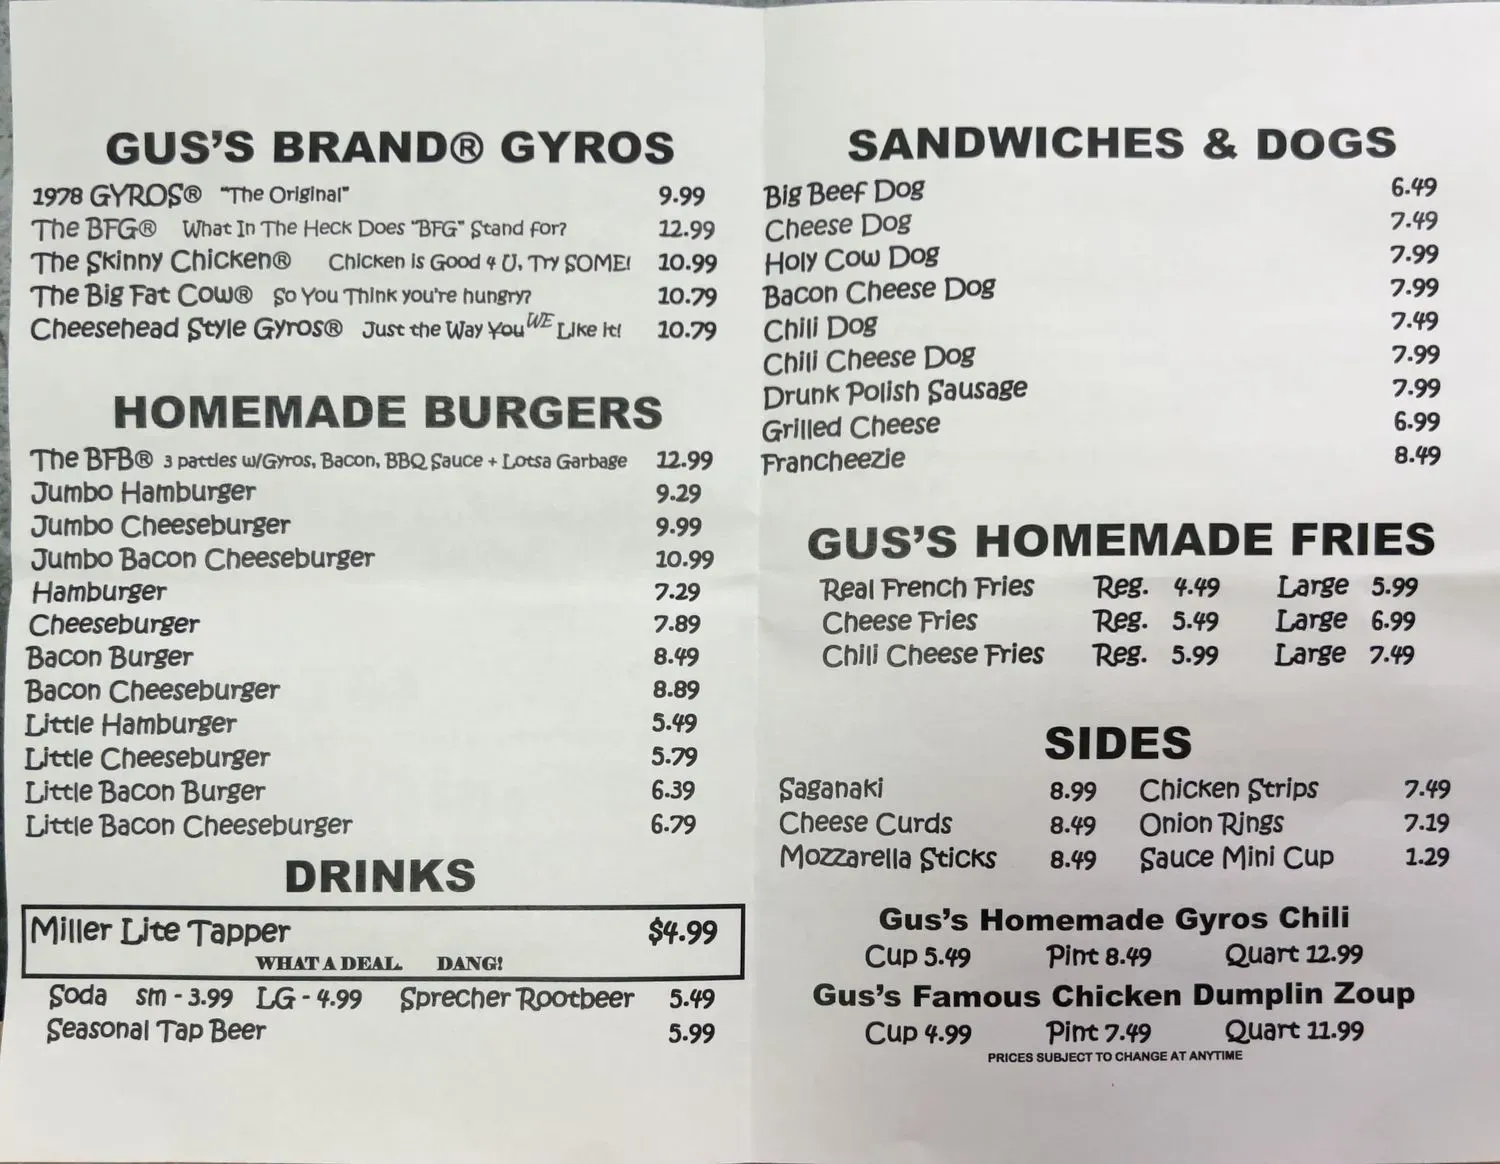 GUS'S BRAND® GYROS
1978 GYROS® "The Original" 9.99
The BFG® What In The Heck Does "BFG" Stand for? 12.99
The Skinny Chicken® Chicken is Good 4 U, Try SOME! 10.99
The Big Fat Cow® So You Think you're hungry? 10.79
Cheesehead Style Gyros® Just the Way You WE Like It! 10.79
HOMEMADE BURGERS
The BFB® 3 patties w/Gyros, Bacon, BBQ Sauce + Lotsa Garbage 12.99
Jumbo Hamburger 9.29
Jumbo Cheeseburger 9.99
Jumbo Bacon Cheeseburger 10.99
Hamburger 7.29
Cheeseburger 7.89
Bacon Burger 8.49
Bacon Cheeseburger 8.89
Little Hamburger 5.49
Little Cheeseburger 5.79
Little Bacon Burger 6.39
Little Bacon Cheeseburger 6.79
DRINKS
Miller Lite Tapper $4.99
WHAT A DEAL. DANG!
Soda sm - 3.99 LG - 4.99 Sprecher Rootbeer 5.49
Seasonal Tap Beer 5.99
SANDWICHES & DOGS
Big Beef Dog 6.49
Cheese Dog 7.49
Holy Cow Dog 7.99
Bacon Cheese Dog 7.99
Chili Dog 7.49
Chili Cheese Dog 7.99
Drunk Polish Sausage 7.99
Grilled Cheese 6.99
Francheezie 8.49
GUS'S HOMEMADE FRIES
Real French Fries Reg. 4.49 Large 5.99
Cheese Fries Reg. 5.49 Large 6.99
Chili Cheese Fries Reg. 5.99 Large 7.49
SIDES
Saganaki 8.99 Chicken Strips 7.49
Cheese Curds 8.49 Onion Rings 7.19
Mozzarella Sticks 8.49 Sauce Mini Cup 1.29
Gus's Homemade Gyros Chili
Cup 5.49 Pint 8.49 Quart 12.99
Gus's Famous Chicken Dumplin Zoup
Cup 4.99 Pint 7.49 Quart 11.99
PRICES SUBJECT TO CHANGE AT ANYTIME